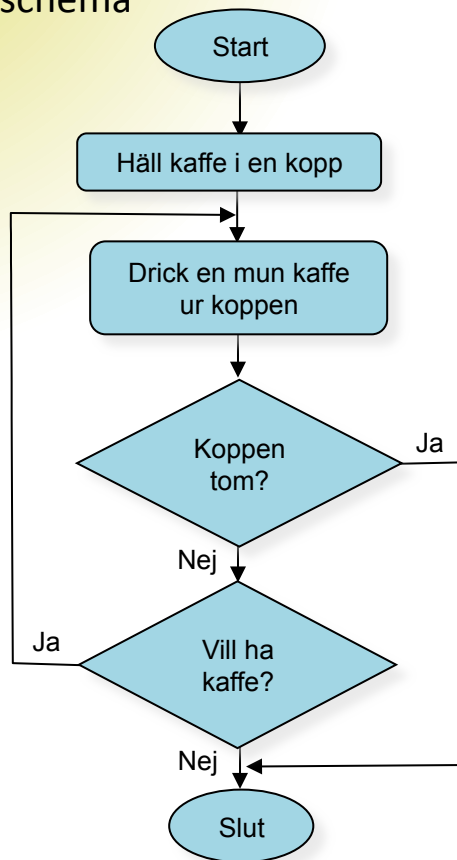 schema
Start
Häll kaffe i en kopp
Drick en mun kaffe
ur koppen
Koppen
tom?
Ja
Nej
Vill ha
kaffe?
Ja
Nej
Slut